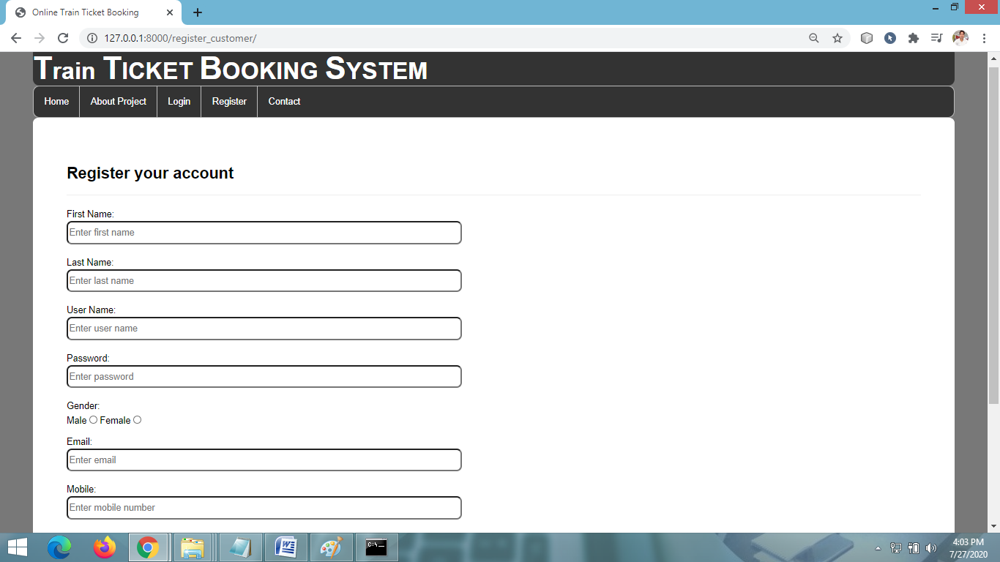 Online Train Ticket Booking
127.0.0.1:8000/register_customer/
Train TICKET BOOKING SYSTEM
Home About Project Login Register Contact
Register your account
First Name:
Enter first name
Last Name:
Enter last name
User Name:
Enter user name
Password:
Enter password
Gender:
Male Female
Email:
Enter email
Mobile:
Enter mobile number
4:03 PM
7/27/2020